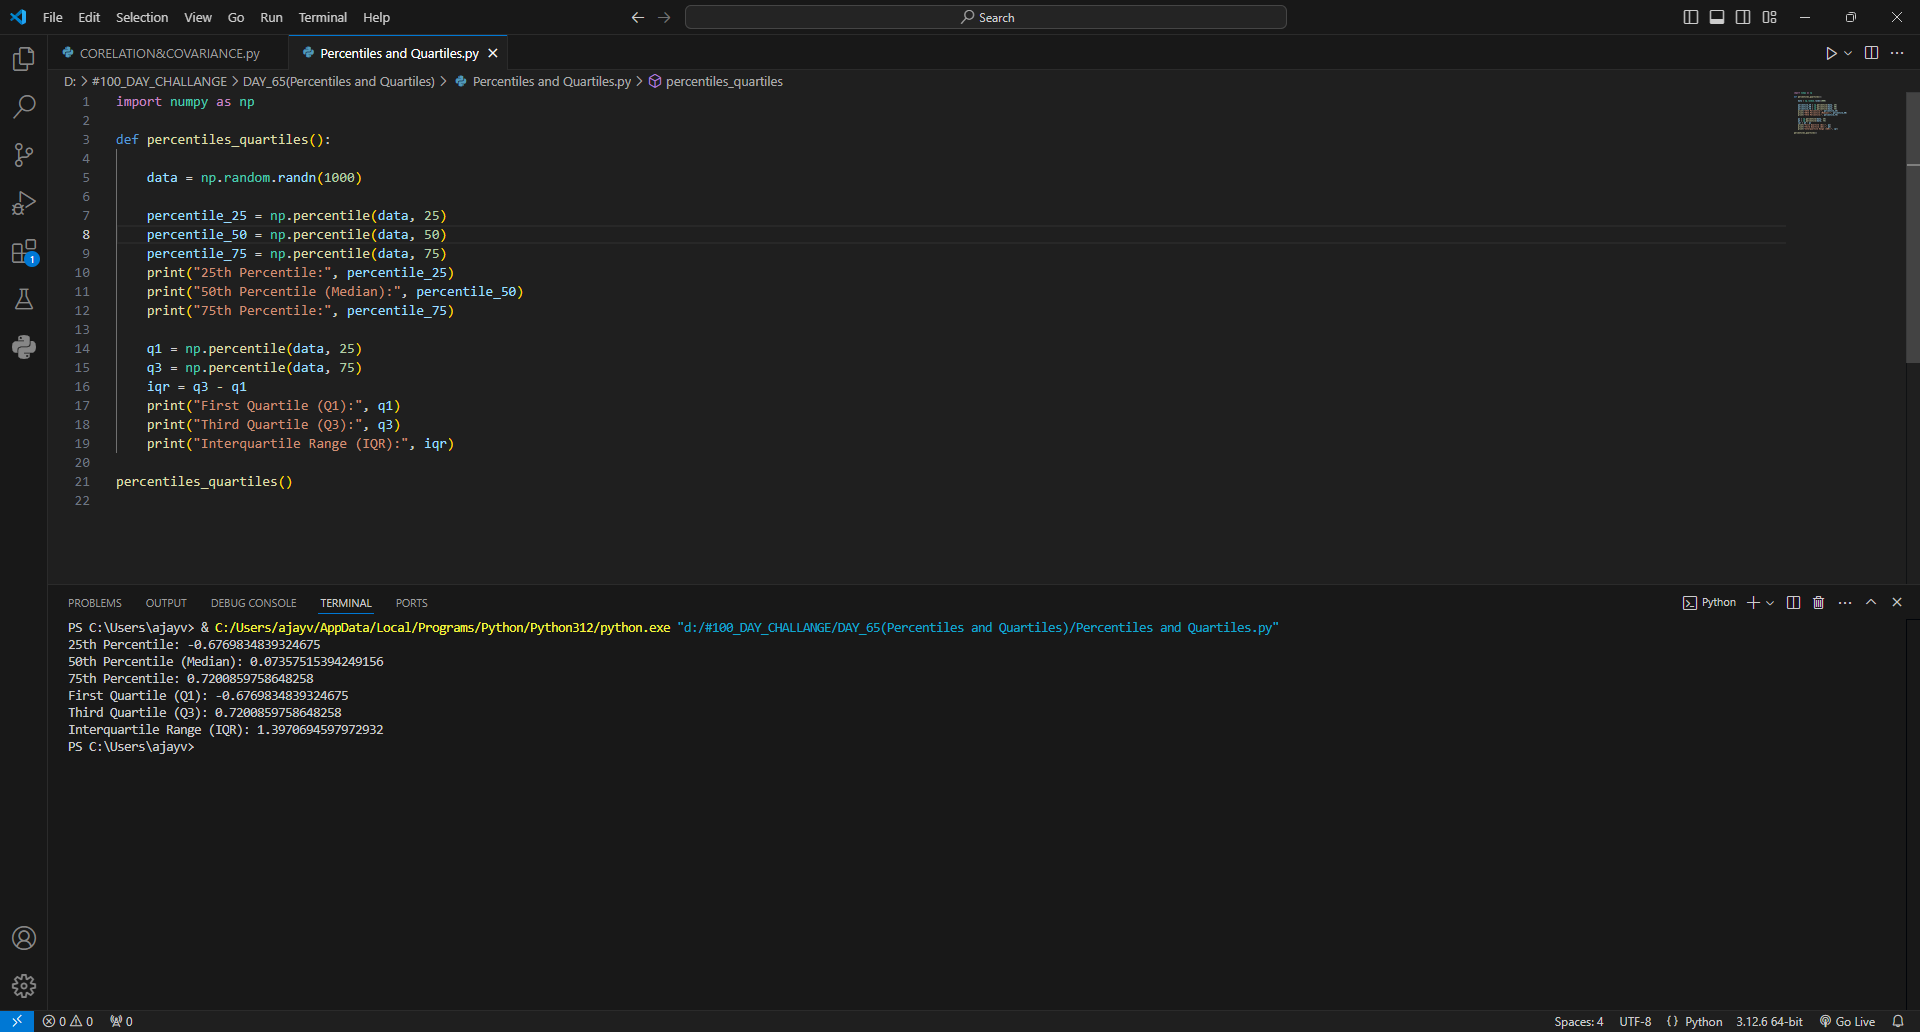 File Edit Selection View Go Run Terminal Help
Search
CORELATION&COVARIANCE.py
Percentiles and Quartiles.py
D: > #100_DAY_CHALLANGE > DAY_65(Percentiles and Quartiles) > Percentiles and Quartiles.py > percentiles_quartiles
1 import numpy as np
2
3 def percentiles_quartiles():
4
5     data = np.random.randn(1000)
6
7     percentile_25 = np.percentile(data, 25)
8     percentile_50 = np.percentile(data, 50)
9     percentile_75 = np.percentile(data, 75)
10     print("25th Percentile:", percentile_25)
11     print("50th Percentile (Median):", percentile_50)
12     print("75th Percentile:", percentile_75)
13
14     q1 = np.percentile(data, 25)
15     q3 = np.percentile(data, 75)
16     iqr = q3 - q1
17     print("First Quartile (Q1):", q1)
18     print("Third Quartile (Q3):", q3)
19     print("Interquartile Range (IQR):", iqr)
20
21 percentiles_quartiles()
22
1
PROBLEMS OUTPUT DEBUG CONSOLE TERMINAL PORTS
Python
PS C:\Users\ajayv> & C:/Users/ajayv/AppData/Local/Programs/Python/Python312/python.exe "d:/#100_DAY_CHALLANGE/DAY_65(Percentiles and Quartiles)/Percentiles and Quartiles.py"
25th Percentile: -0.6769834839324675
50th Percentile (Median): 0.07357515394249156
75th Percentile: 0.7200859758648258
First Quartile (Q1): -0.6769834839324675
Third Quartile (Q3): 0.7200859758648258
Interquartile Range (IQR): 1.3970694597972932
PS C:\Users\ajayv>
0 0 0
Spaces: 4 UTF-8 {} Python 3.12.6 64-bit Go Live